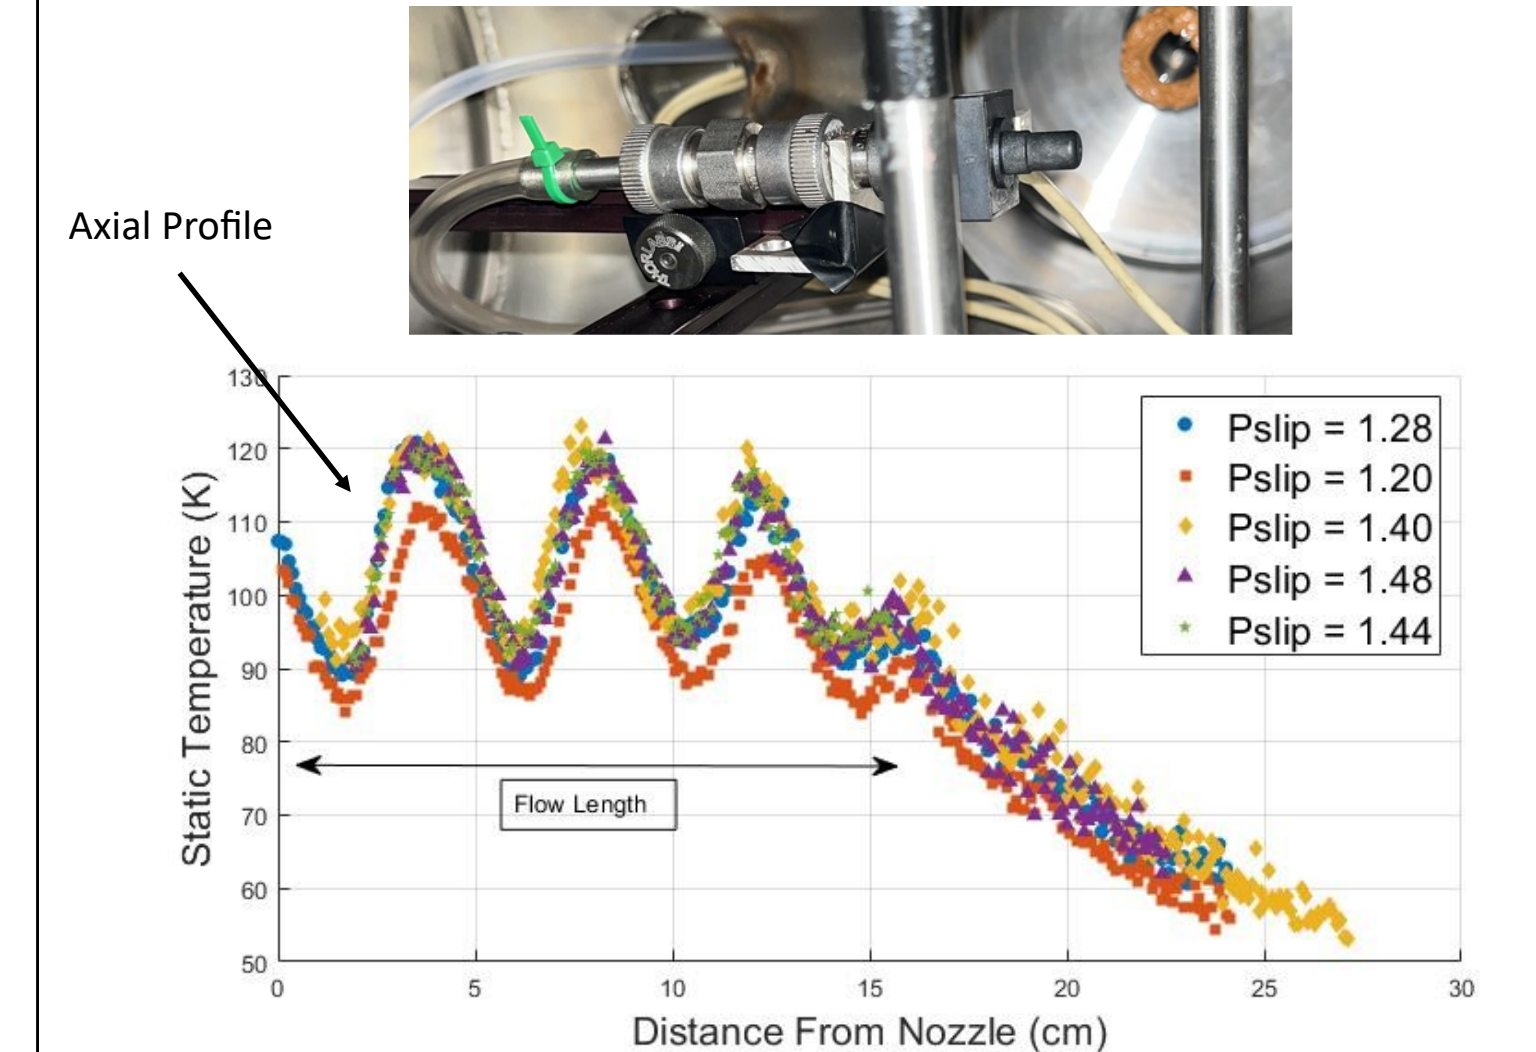 THORLABS
Axial Profile
130
120
110
100
90
80
70
60
50
Static Temperature (K)
Pslip = 1.28
Pslip = 1.20
Pslip = 1.40
Pslip = 1.48
Pslip = 1.44
Flow Length
0 5 10 15 20 25 30
Distance From Nozzle (cm)